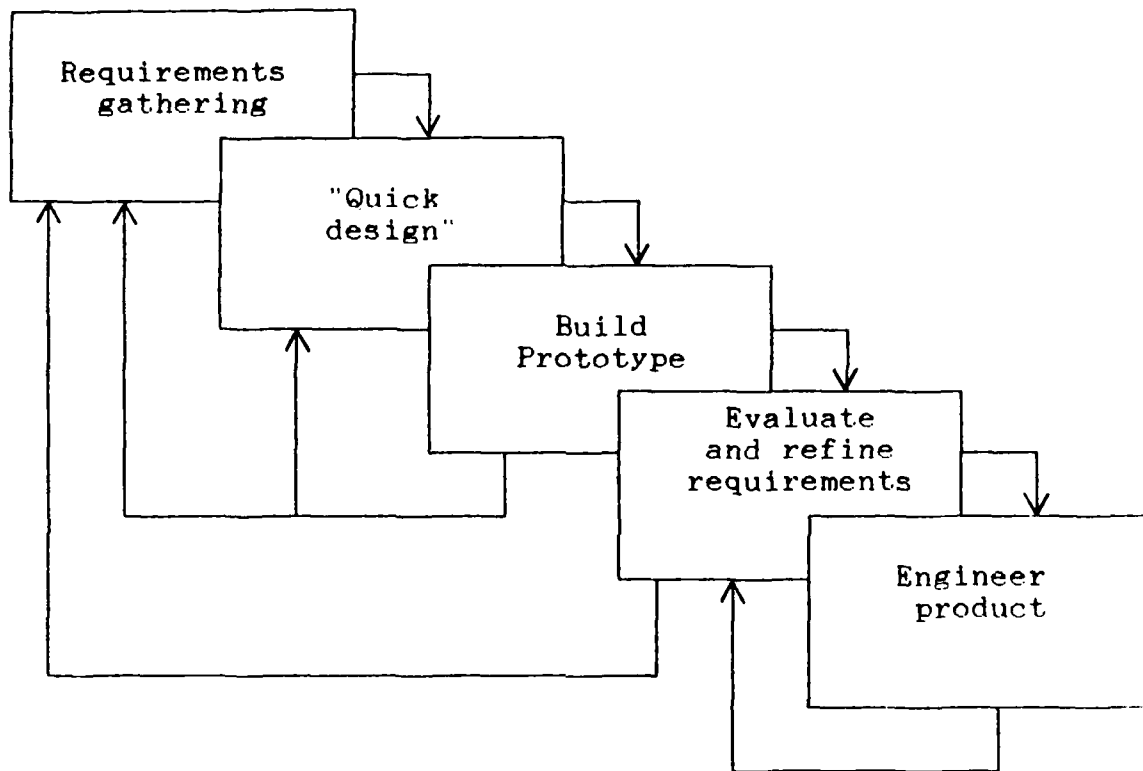 Requirements
gathering
"Quick
design"
Build
Prototype
Evaluate
and refine
requirements
Engineer
product